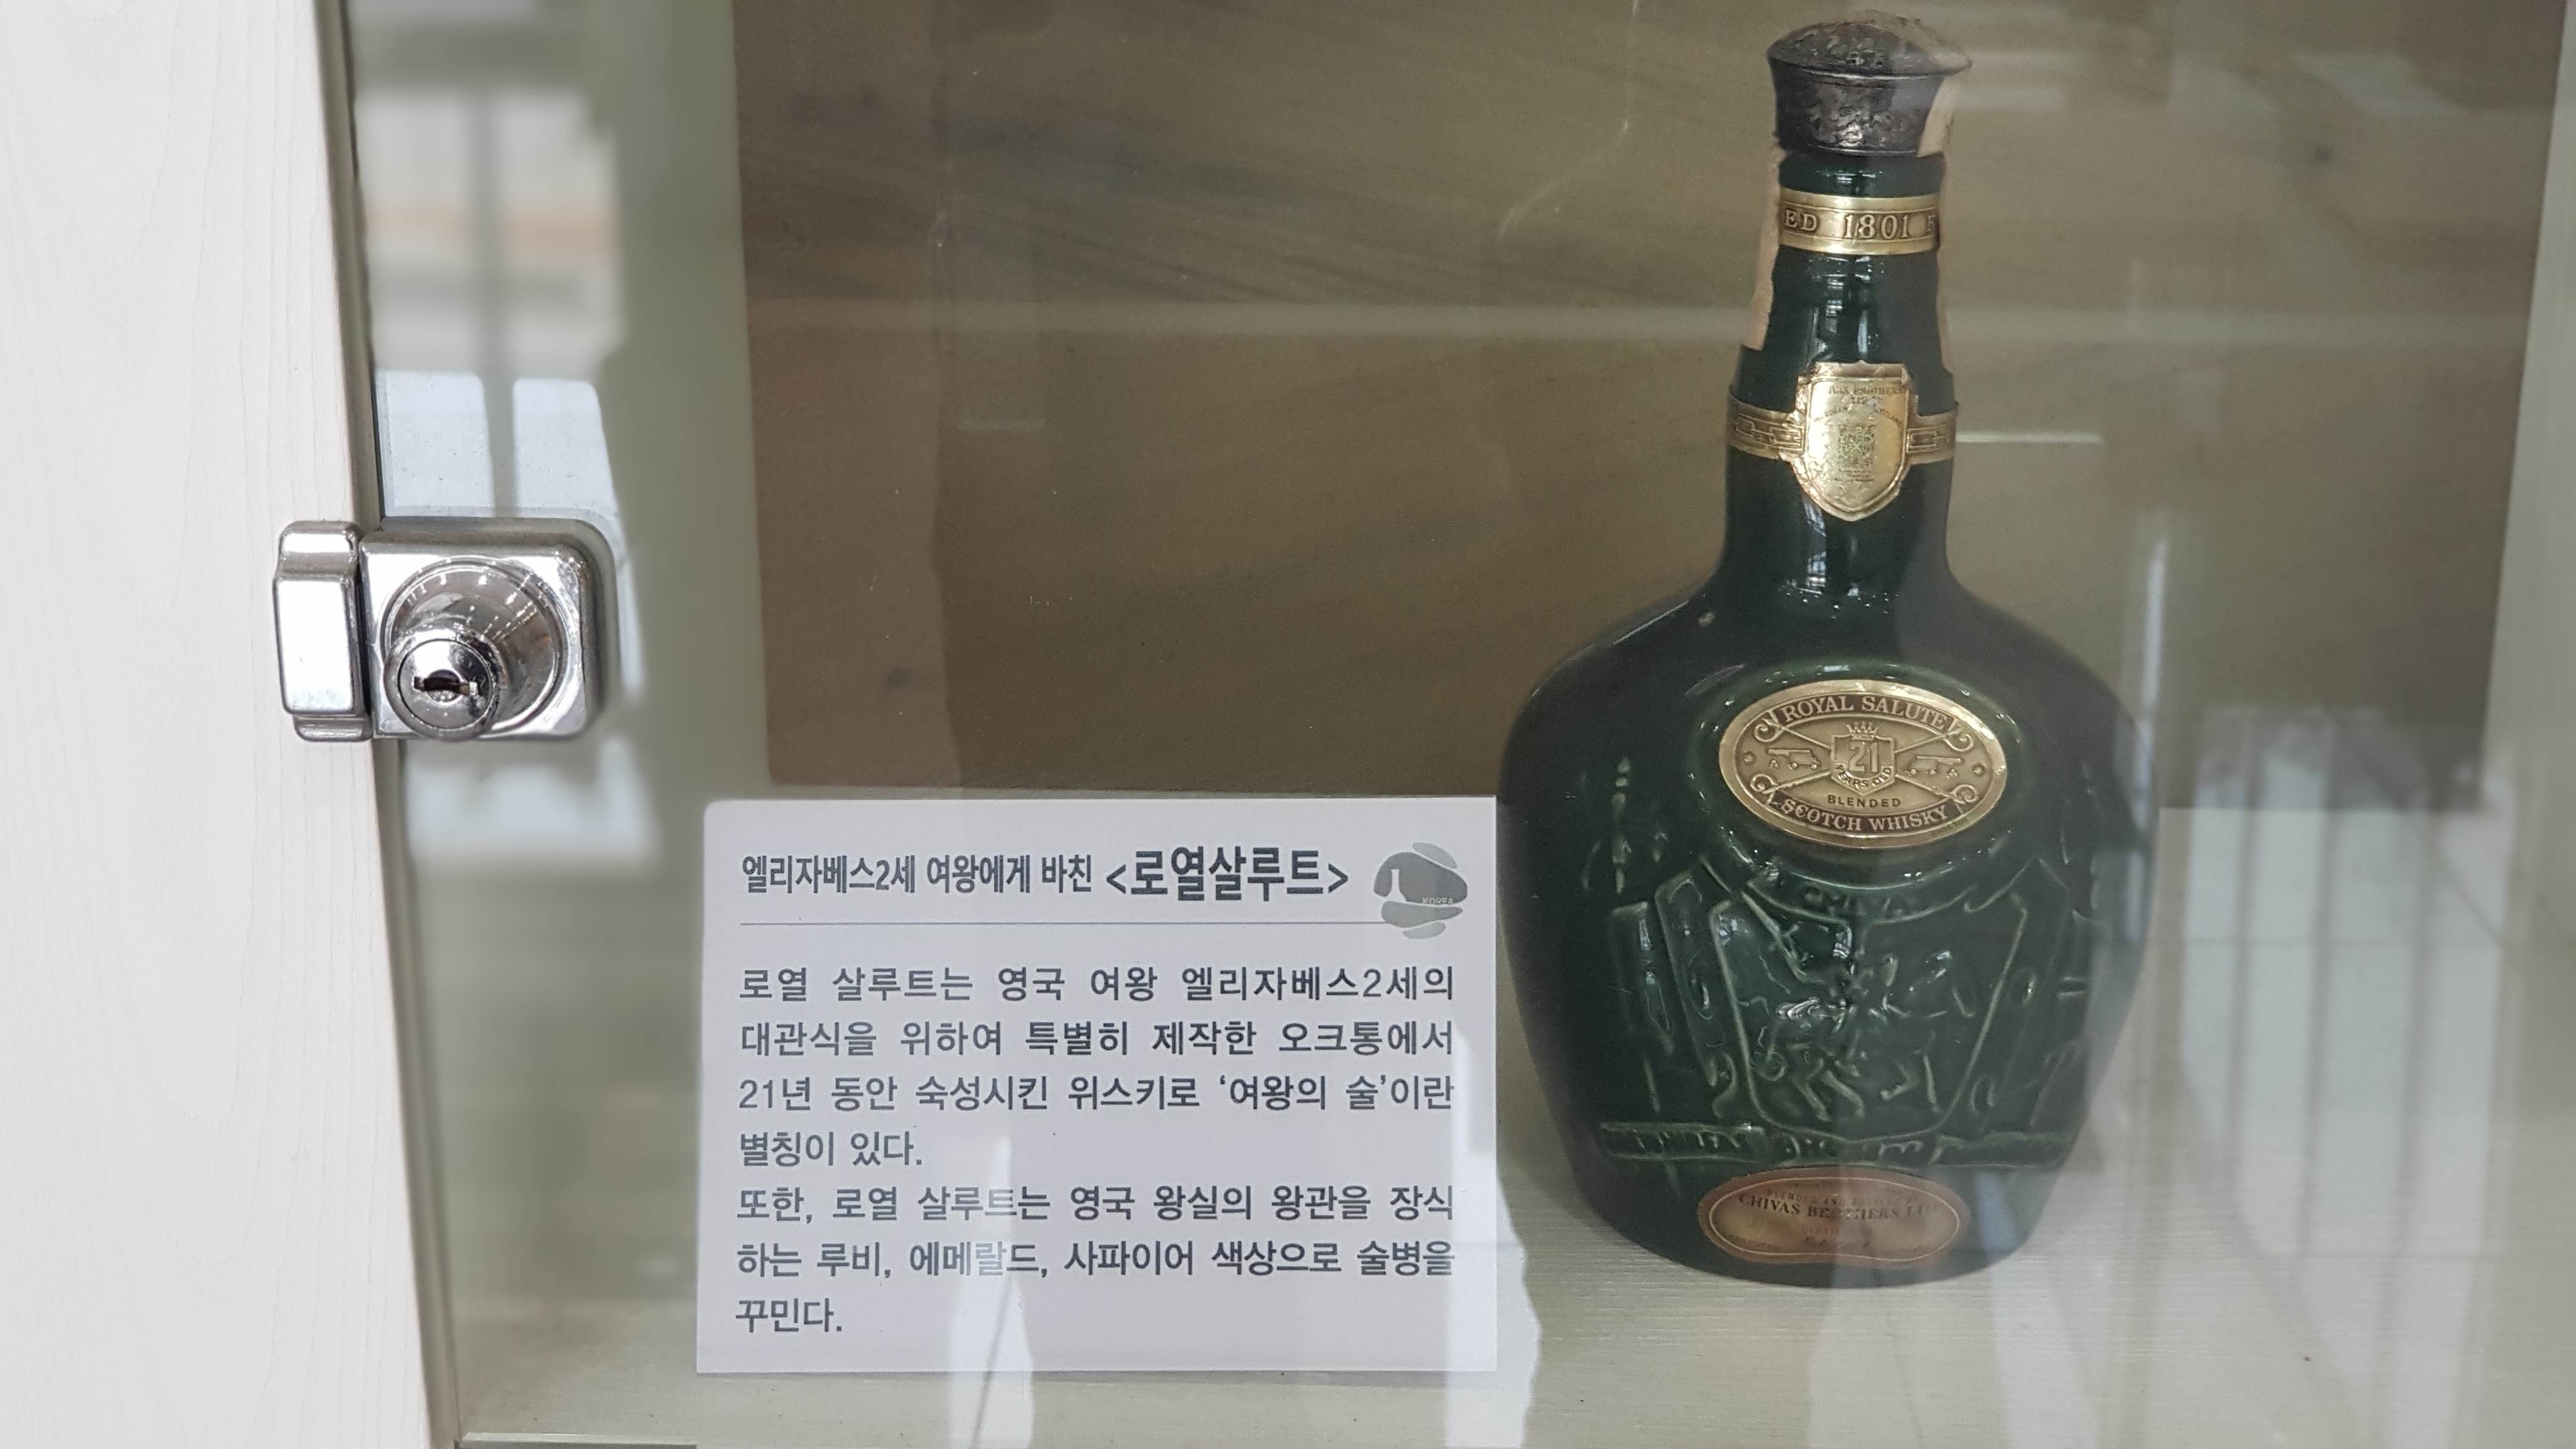 ED 1801
ROYAL SALUTE
21
YEARS OLD
BLENDED
SCOTCH WHISKY
CHIVAS BROTHERS LTD
엘리자베스2세 여왕에게 바친 <로열살루트>
KOREA
로열 살루트는 영국 여왕 엘리자베스2세의
대관식을 위하여 특별히 제작한 오크통에서
21년 동안 숙성시킨 위스키로 ‘여왕의 술’이란
별칭이 있다.
또한, 로열 살루트는 영국 왕실의 왕관을 장식
하는 루비, 에메랄드, 사파이어 색상으로 술병을
꾸민다.